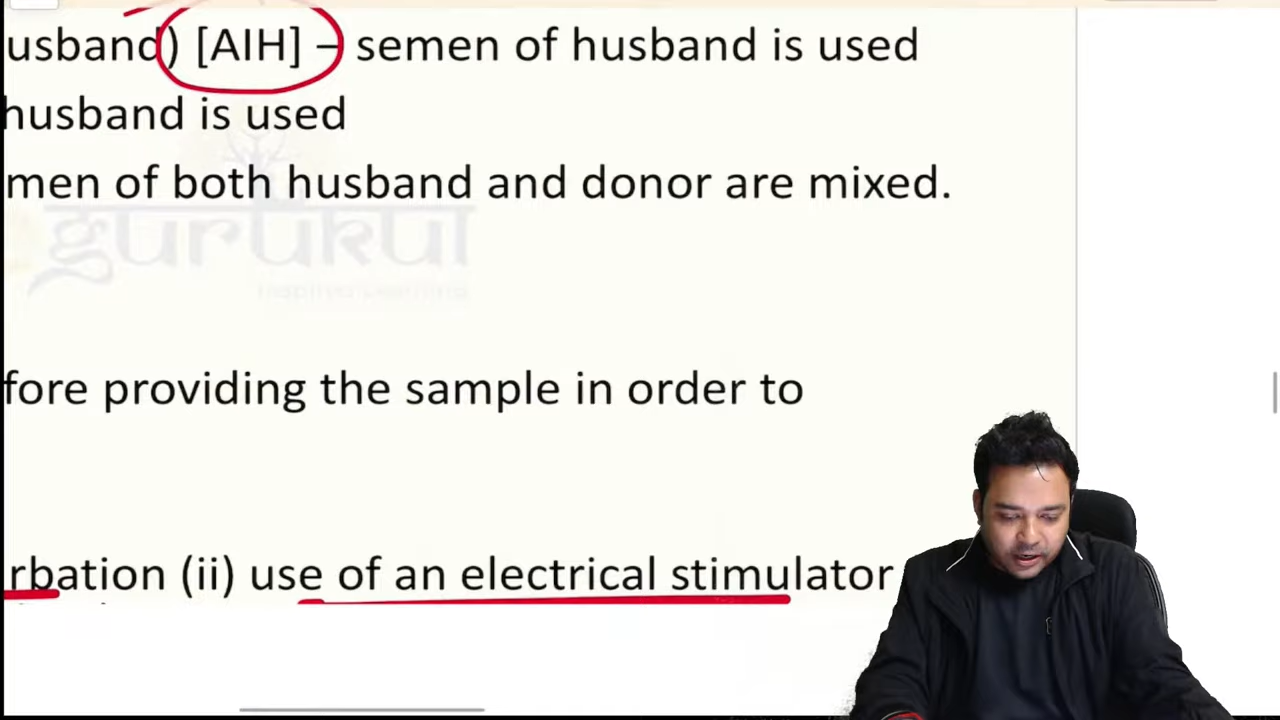 usband) [AIH] – semen of husband is used
husband is used
men of both husband and donor are mixed.
gurukul
fore providing the sample in order to
rbation (ii) use of an electrical stimulator